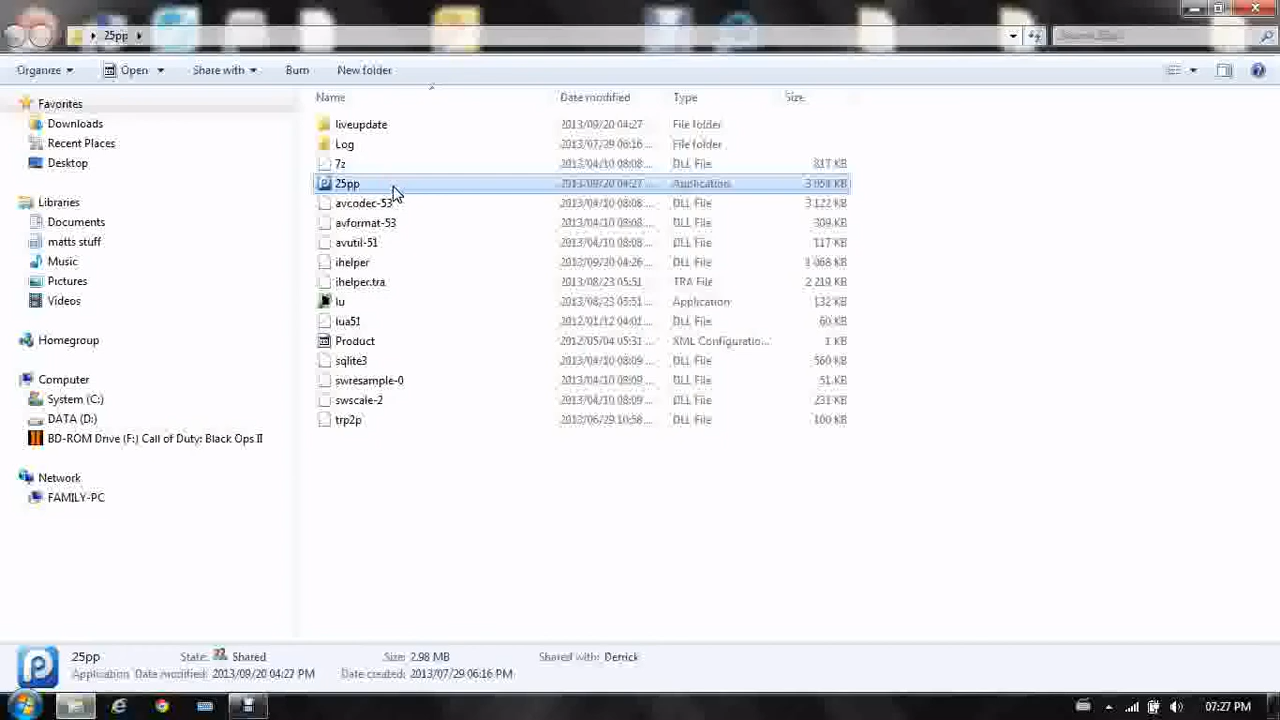 25pp
Organize Open Share with Burn New folder
Name Date modified Type Size
Favorites
Downloads
Recent Places
Desktop
Libraries
Documents
matts stuff
Music
Pictures
Videos
Homegroup
Computer
System (C:)
DATA (D:)
BD-ROM Drive (F:) Call of Duty: Black Ops II
Network
FAMILY-PC
liveupdate 2013/09/20 04:27 File folder
Log 2013/07/29 06:16 ... File folder
7z 2013/04/10 08:08 ... DLL File 817 KB
25pp 2013/09/20 04:27 ... Application KB
avcodec-53 2013/04/10 08:08 ... DLL File 3 122 KB
avformat-53 2013/04/10 08:08 ... DLL File 309 KB
avutil-51 2013/04/10 08:08 ... DLL File 117 KB
ihelper 2013/09/20 04:26 ... DLL File 1 068 KB
ihelper.tra 2013/08/23 05:51 ... TRA File 2 219 KB
lu 2013/08/23 05:51 ... Application 132 KB
lua51 2012/01/12 04:01 ... DLL File 60 KB
Product 2012/05/04 05:31 ... XML Configuratio... 1 KB
sqlite3 2013/04/10 08:09 ... DLL File 560 KB
swresample-0 2013/04/10 08:09 ... DLL File 51 KB
swscale-2 2013/04/10 08:09 ... DLL File 231 KB
trp2p 2013/06/29 10:58 ... DLL File 100 KB
25pp State: Shared Size: 2.98 MB Shared with: Derrick
Application Date modified: 2013/09/20 04:27 PM Date created: 2013/07/29 06:16 PM
07:27 PM